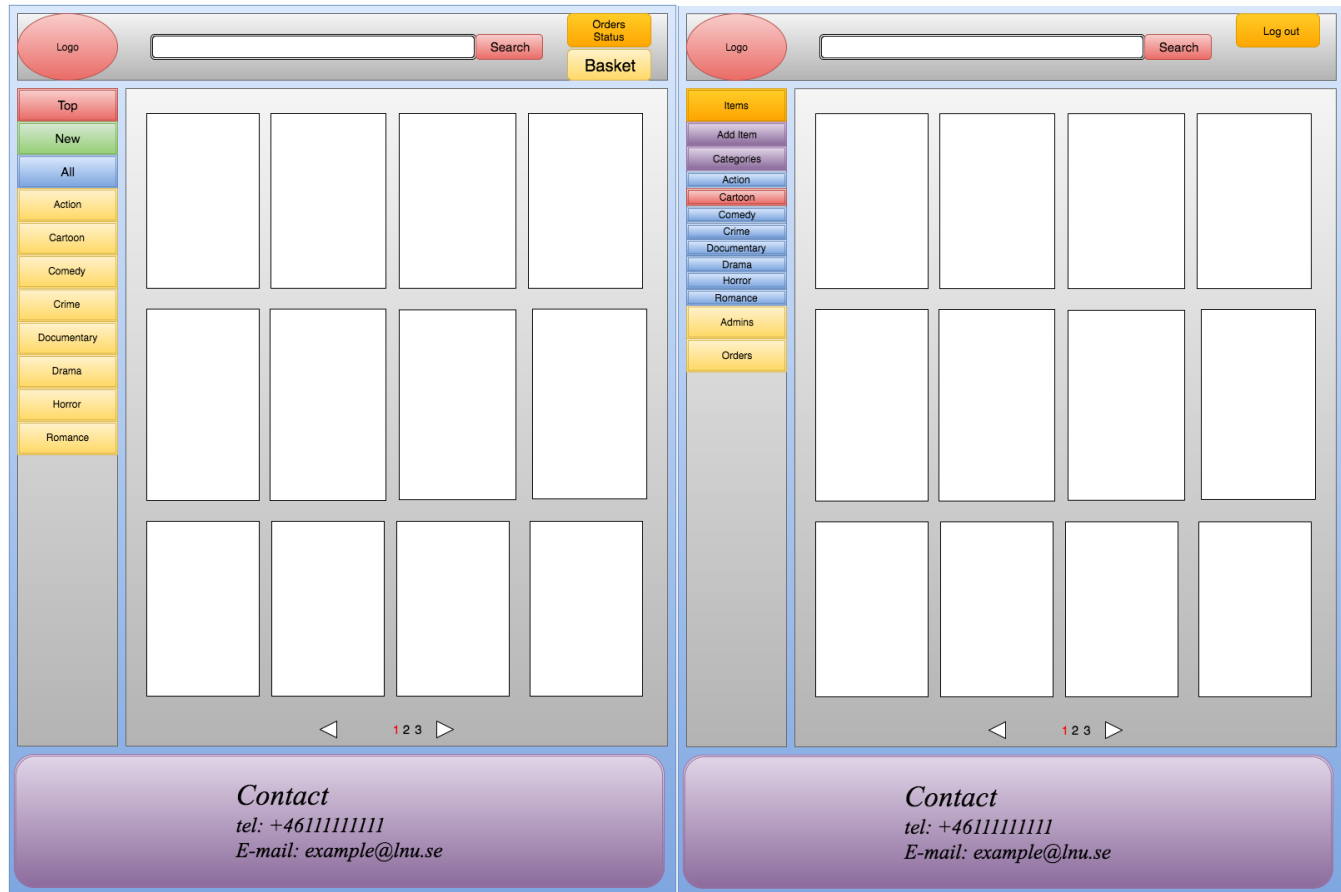 Logo
Search
Orders
Status
Basket
Top
New
All
Action
Cartoon
Comedy
Crime
Documentary
Drama
Horror
Romance
1 2 3
Contact
tel: +46111111111
E-mail: example@lnu.se
Logo
Search
Log out
Items
Add Item
Categories
Action
Cartoon
Comedy
Crime
Documentary
Drama
Horror
Romance
Admins
Orders
1 2 3
Contact
tel: +46111111111
E-mail: example@lnu.se